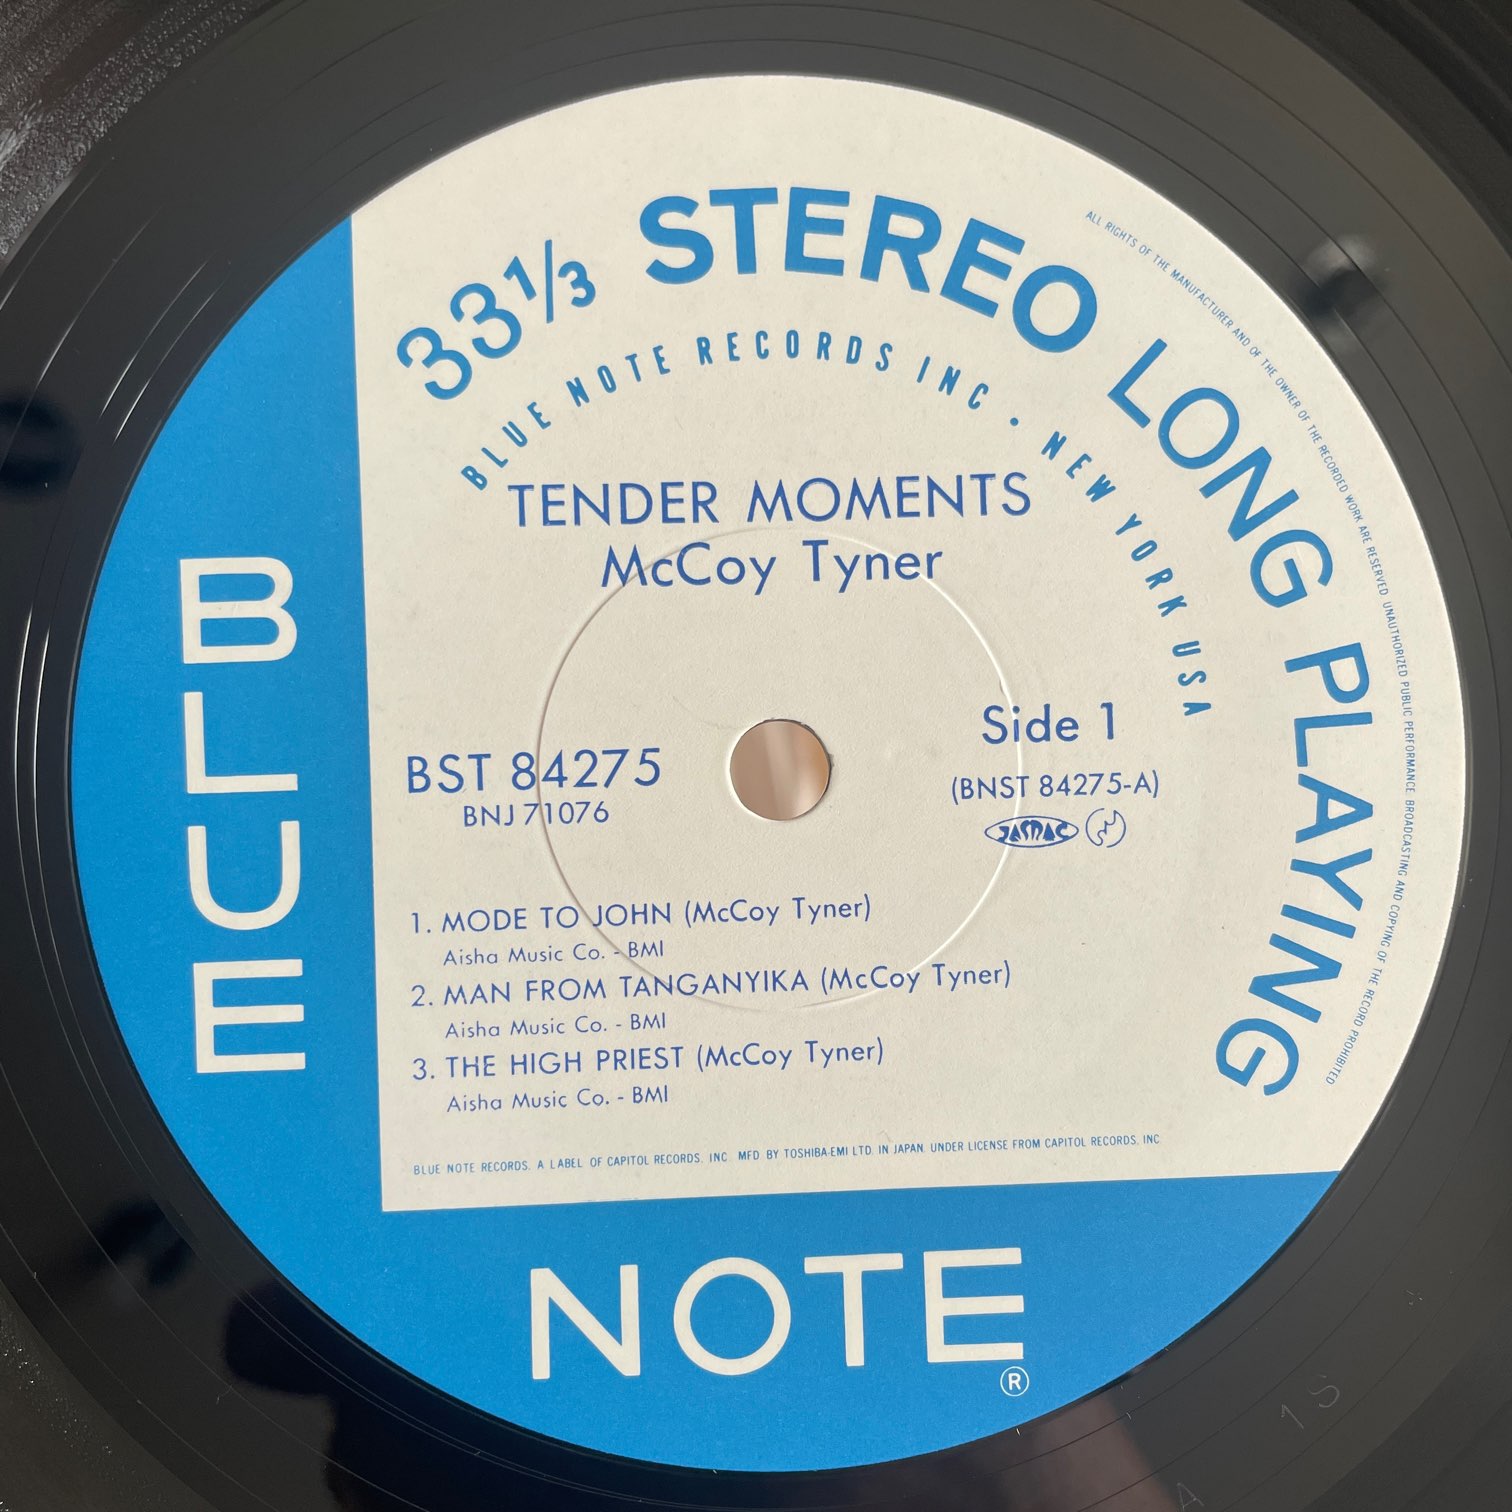 33 1/3 STEREO LONG PLAYING
BLUE NOTE RECORDS INC • NEW YORK USA
ALL RIGHTS OF THE MANUFACTURER AND OF THE OWNER OF THE RECORDED WORK ARE RESERVED. UNAUTHORIZED PUBLIC PERFORMANCE BROADCASTING AND COPYING OF THE RECORD PROHIBITED
TENDER MOMENTS
McCoy Tyner
BST 84275
BNJ 71076
Side 1
(BNST 84275-A)
JASRAC
1. MODE TO JOHN (McCoy Tyner)
Aisha Music Co. - BMI
2. MAN FROM TANGANYIKA (McCoy Tyner)
Aisha Music Co. - BMI
3. THE HIGH PRIEST (McCoy Tyner)
Aisha Music Co. - BMI
BLUE NOTE RECORDS. A LABEL OF CAPITOL RECORDS, INC. MFD BY TOSHIBA-EMI LTD. IN JAPAN. UNDER LICENSE FROM CAPITOL RECORDS, INC.
BLUE
NOTE®
1S
A